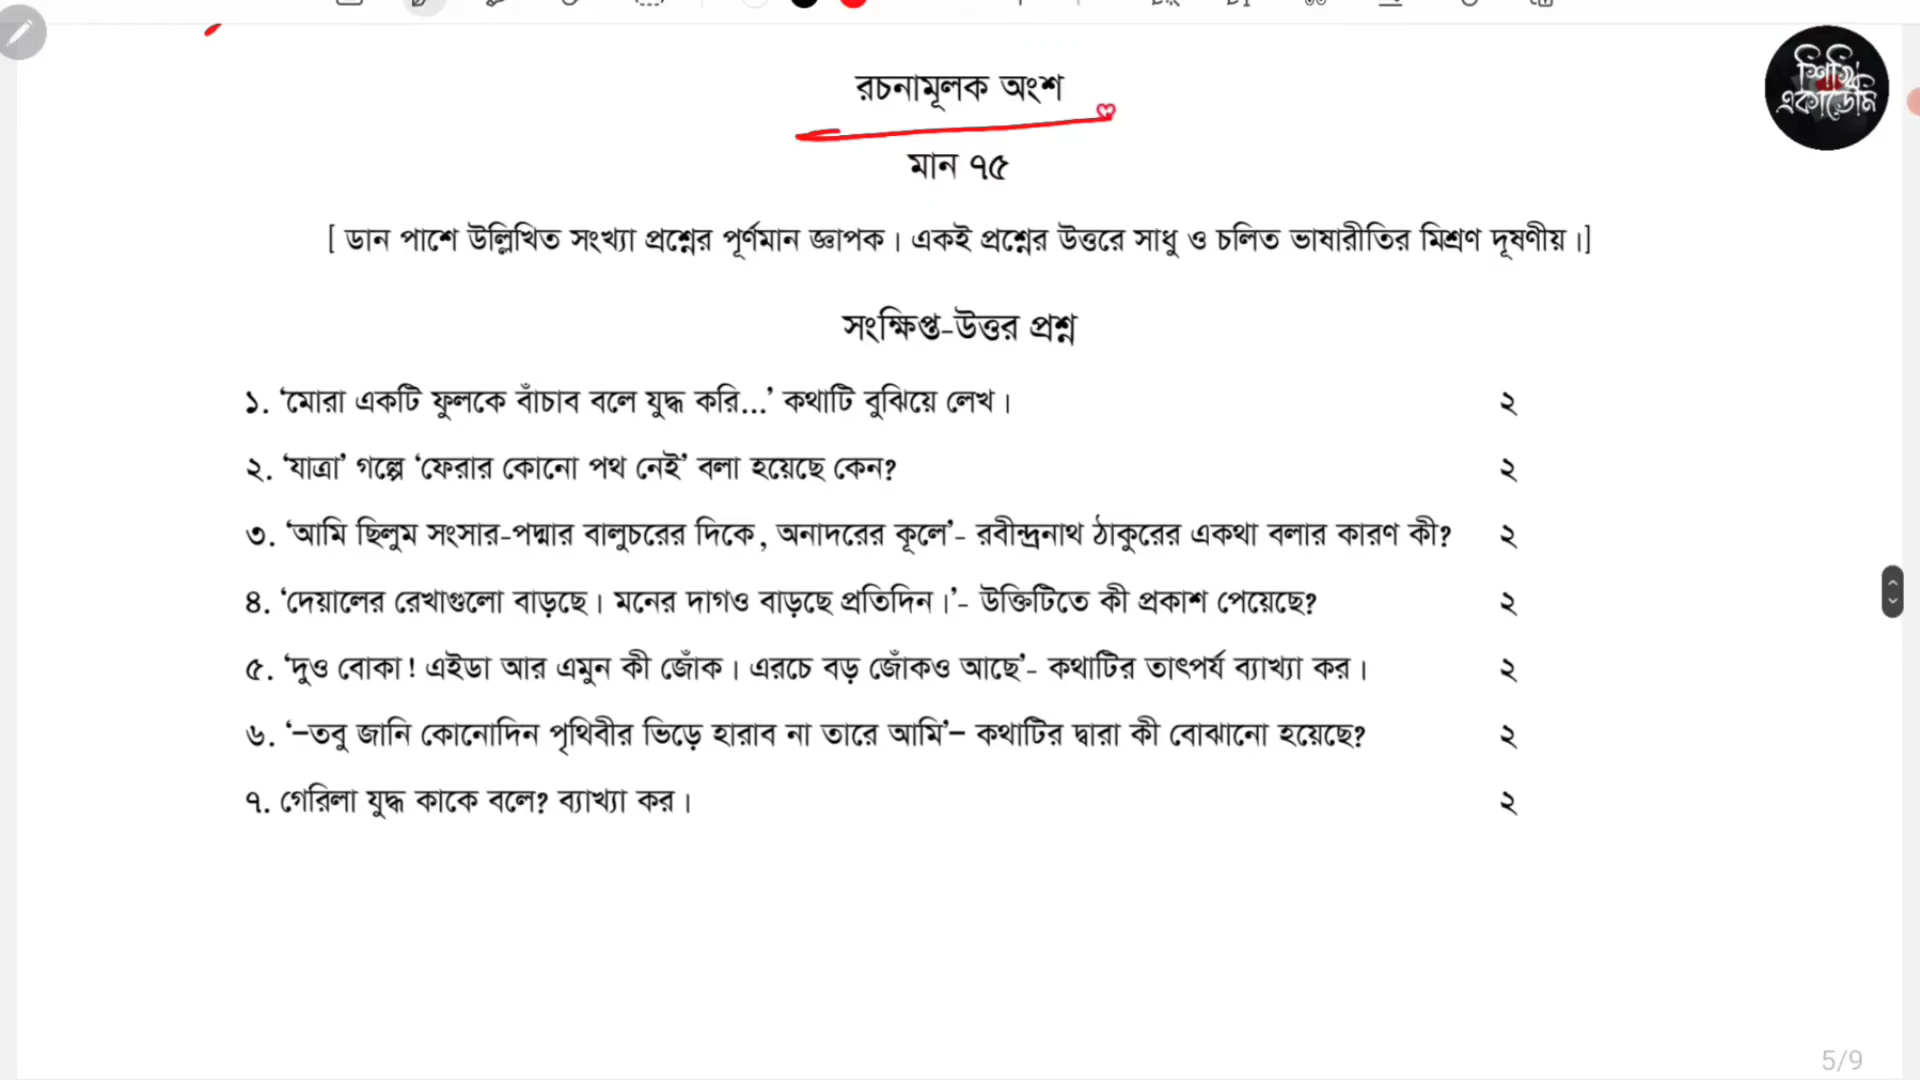 রচনামূলক অংশ
শিখি একাডেমি
মান ৭৫
[ ডান পাশে উল্লিখিত সংখ্যা প্রশ্নের পূর্ণমান জ্ঞাপক। একই প্রশ্নের উত্তরে সাধু ও চলিত ভাষারীতির মিশ্রণ দূষণীয়।]
সংক্ষিপ্ত-উত্তর প্রশ্ন
১. ‘মোরা একটি ফুলকে বাঁচাব বলে যুদ্ধ করি...’ কথাটি বুঝিয়ে লেখ। ২
২. ‘যাত্রা’ গল্পে ‘ফেরার কোনো পথ নেই’ বলা হয়েছে কেন? ২
৩. ‘আমি ছিলুম সংসার-পদ্মার বালুচরের দিকে, অনাদরের কূলে’- রবীন্দ্রনাথ ঠাকুরের একথা বলার কারণ কী? ২
৪. ‘দেয়ালের রেখাগুলো বাড়ছে। মনের দাগও বাড়ছে প্রতিদিন।’- উক্তিটিতে কী প্রকাশ পেয়েছে? ২
৫. ‘দুও বোকা! এইডা আর এমুন কী জোঁক। এরচে বড় জোঁকও আছে’- কথাটির তাৎপর্য ব্যাখ্যা কর। ২
৬. ‘–তবু জানি কোনোদিন পৃথিবীর ভিড়ে হারাব না তারে আমি’– কথাটির দ্বারা কী বোঝানো হয়েছে? ২
৭. গেরিলা যুদ্ধ কাকে বলে? ব্যাখ্যা কর। ২
5/9